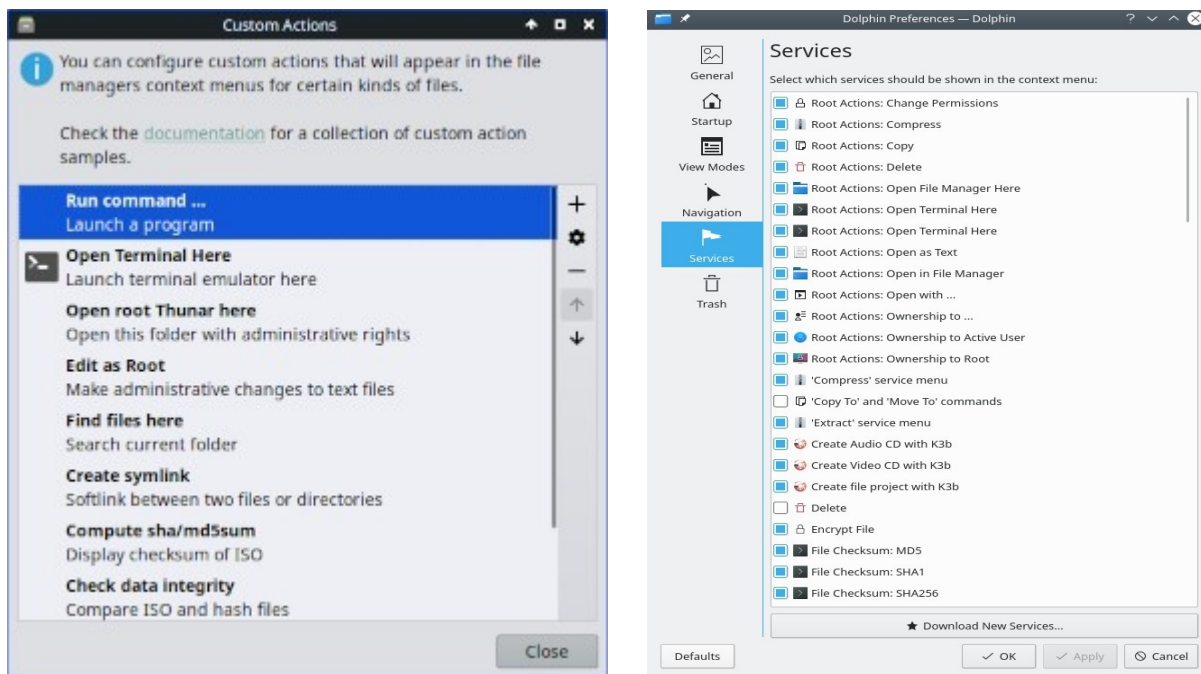 Custom Actions
You can configure custom actions that will appear in the file
managers context menus for certain kinds of files.
Check the documentation for a collection of custom action
samples.
Run command ...
Launch a program
Open Terminal Here
Launch terminal emulator here
Open root Thunar here
Open this folder with administrative rights
Edit as Root
Make administrative changes to text files
Find files here
Search current folder
Create symlink
Softlink between two files or directories
Compute sha/md5sum
Display checksum of ISO
Check data integrity
Compare ISO and hash files
Close
Dolphin Preferences — Dolphin
General
Startup
View Modes
Navigation
Services
Trash
Services
Select which services should be shown in the context menu:
Root Actions: Change Permissions
Root Actions: Compress
Root Actions: Copy
Root Actions: Delete
Root Actions: Open File Manager Here
Root Actions: Open Terminal Here
Root Actions: Open Terminal Here
Root Actions: Open as Text
Root Actions: Open in File Manager
Root Actions: Open with ...
Root Actions: Ownership to ...
Root Actions: Ownership to Active User
Root Actions: Ownership to Root
'Compress' service menu
'Copy To' and 'Move To' commands
'Extract' service menu
Create Audio CD with K3b
Create Video CD with K3b
Create file project with K3b
Delete
Encrypt File
File Checksum: MD5
File Checksum: SHA1
File Checksum: SHA256
Download New Services...
Defaults
OK
Apply
Cancel